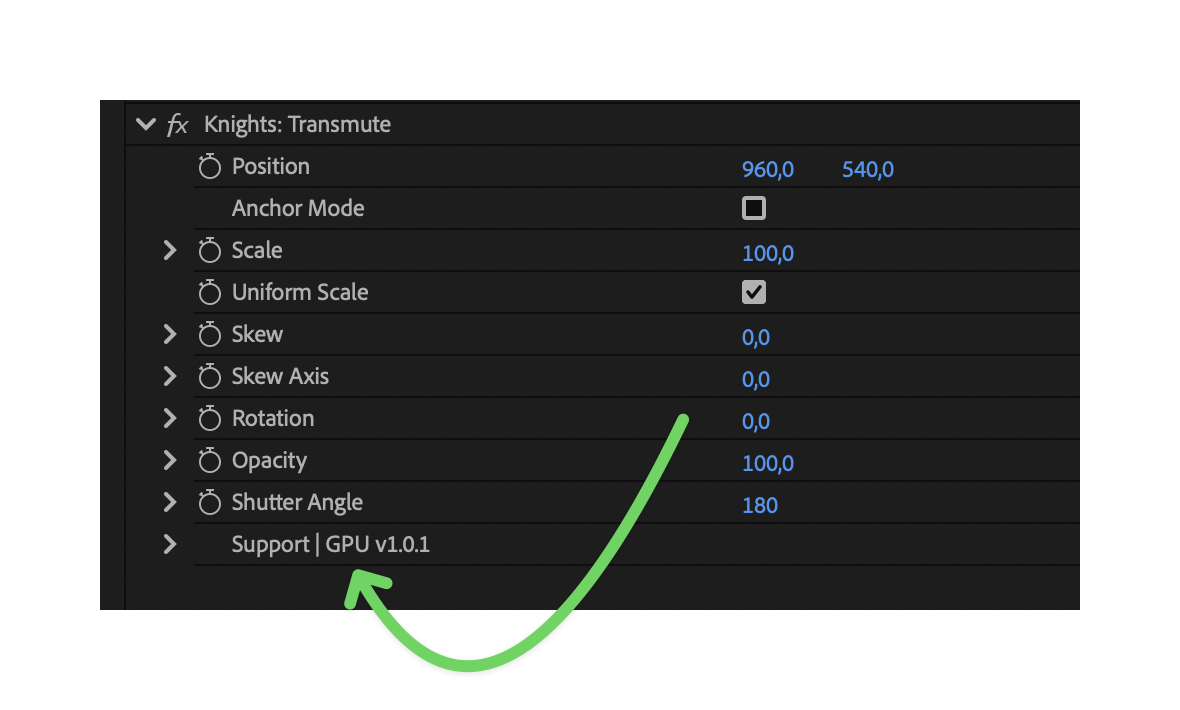 fx Knights: Transmute
Position 960,0 540,0
Anchor Mode
Scale 100,0
Uniform Scale
Skew 0,0
Skew Axis 0,0
Rotation 0,0
Opacity 100,0
Shutter Angle 180
Support | GPU v1.0.1